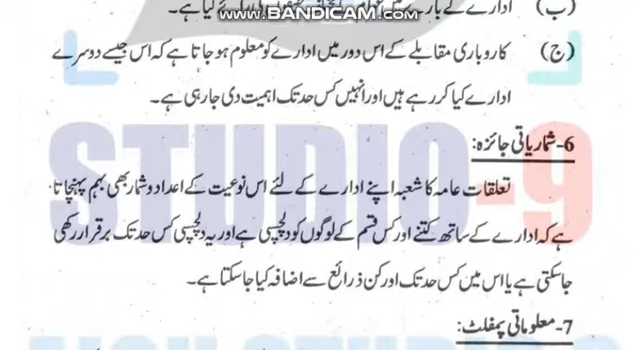 www.BANDICAM.com
(ب) ادارے کے بارے میں
(ج) کاروباری مقابلے کے اس دور میں ادارے کو معلوم ہو جاتا ہے کہ اس جیسے دوسرے
ادارے کیا کر رہے ہیں اور انہیں کس حد تک اہمیت دی جا رہی ہے۔
STUDIO-9
6- شماریاتی جائزہ:
تعلقات عامہ کا شعبہ اپنے ادارے کے لئے اس نوعیت کے اعداد و شمار بھی بہم پہنچاتا
ہے کہ ادارے کے ساتھ کتنے اور کس قسم کے لوگوں کو دلچسپی ہے اور یہ دلچسپی کس حد تک برقرار رکھی
جا سکتی ہے یا اس میں کس حد تک اور کن ذرائع سے اضافہ کیا جا سکتا ہے۔
7- معلوماتی پمفلٹ: